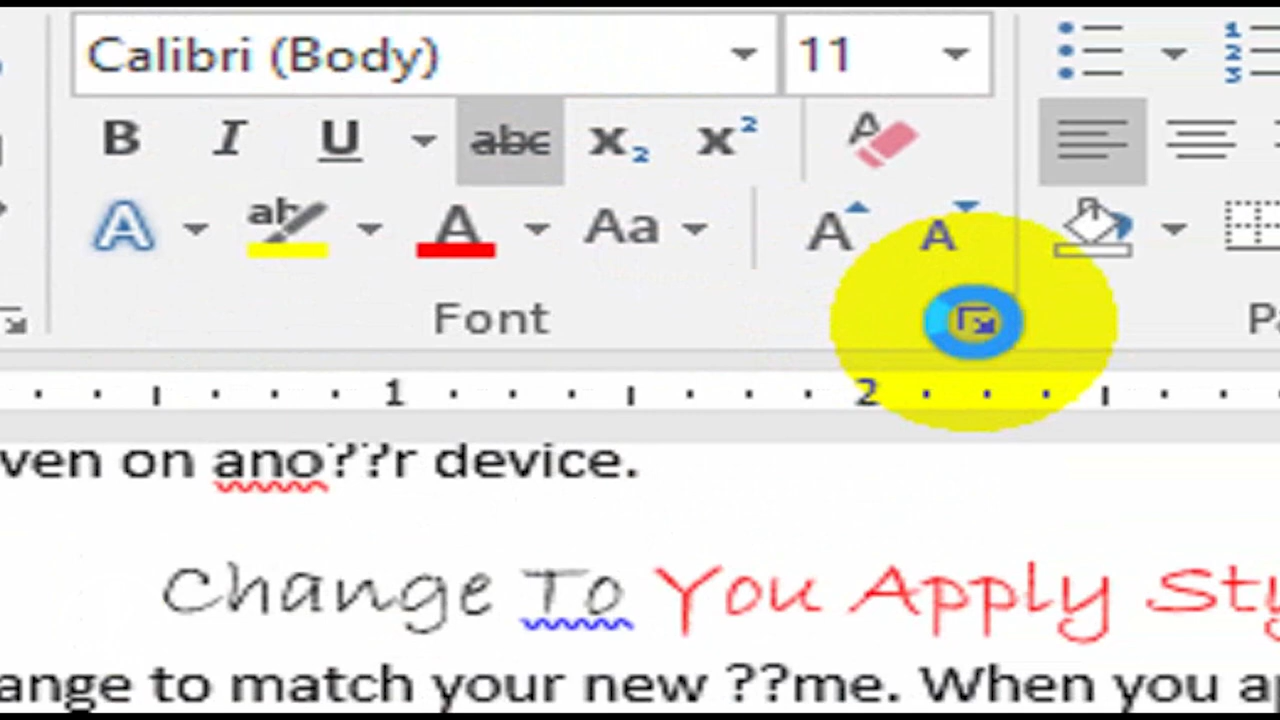 Calibri (Body) 11
B I U abc X₂ X² A
A ab A Aa A A
Font
1 2
ven on ano??r device.
Change To You Apply Sty
ange to match your new ??me. When you ap